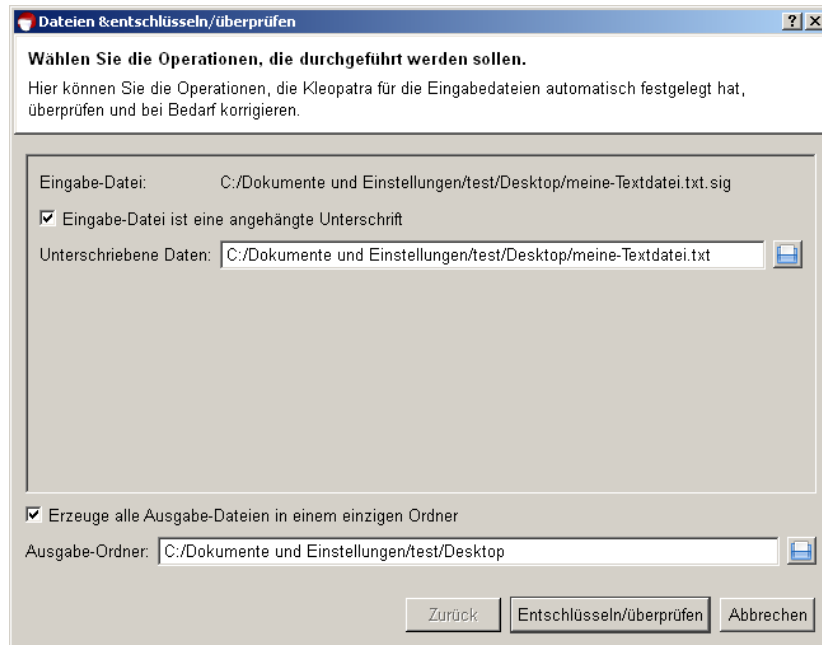 Dateien &entschlüsseln/überprüfen
Wählen Sie die Operationen, die durchgeführt werden sollen.
Hier können Sie die Operationen, die Kleopatra für die Eingabedateien automatisch festgelegt hat,
überprüfen und bei Bedarf korrigieren.
Eingabe-Datei: C:/Dokumente und Einstellungen/test/Desktop/meine-Textdatei.txt.sig
Eingabe-Datei ist eine angehängte Unterschrift
Unterschriebene Daten: C:/Dokumente und Einstellungen/test/Desktop/meine-Textdatei.txt
Erzeuge alle Ausgabe-Dateien in einem einzigen Ordner
Ausgabe-Ordner: C:/Dokumente und Einstellungen/test/Desktop
Zurück Entschlüsseln/überprüfen Abbrechen